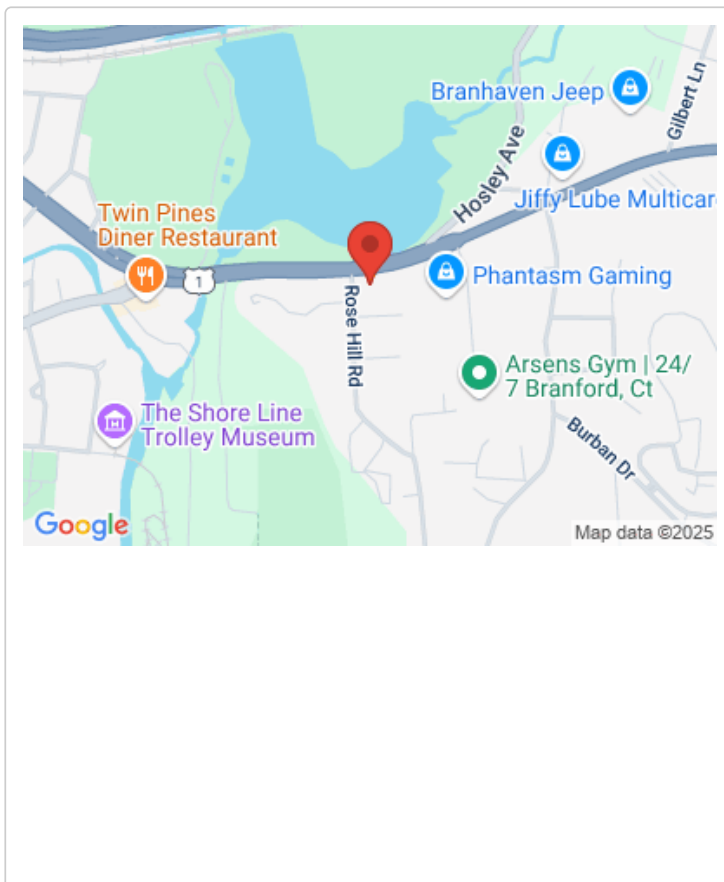 Branhaven Jeep
Gilbert Ln
Hosley Ave
Jiffy Lube Multicar
Twin Pines
Diner Restaurant
1
Phantasm Gaming
Rose Hill Rd
Arsens Gym | 24/
7 Branford, Ct
The Shore Line
Trolley Museum
Burban Dr
Google
Map data ©2025